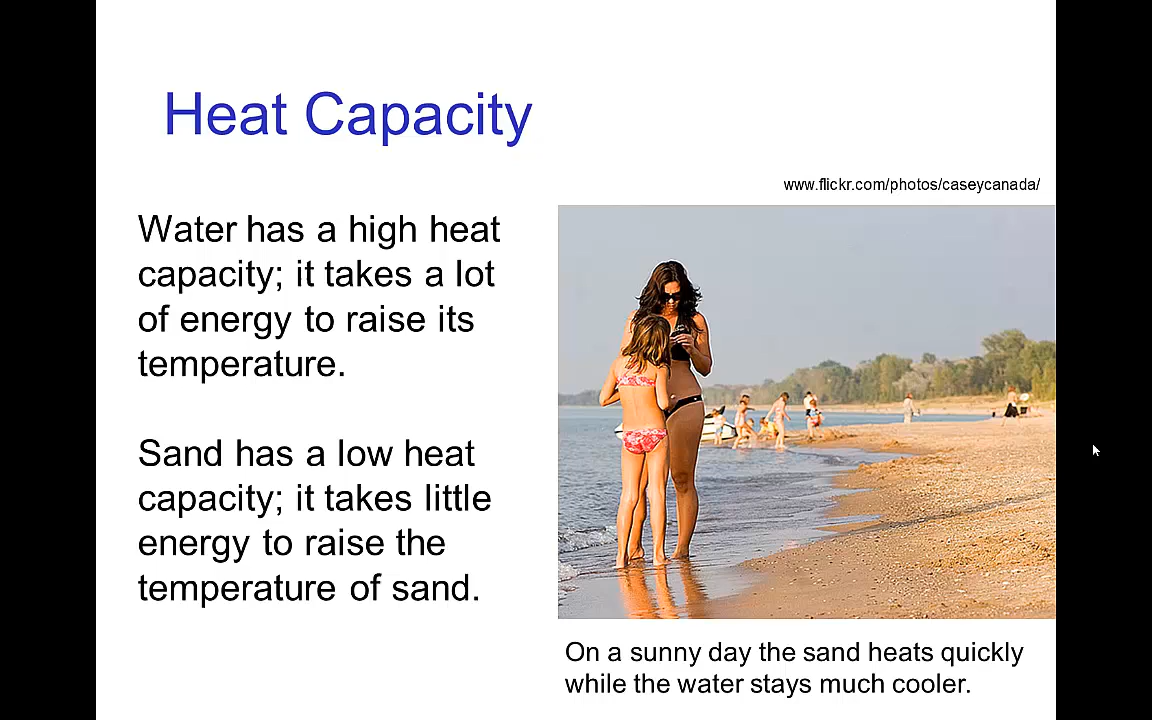 Heat Capacity
www.flickr.com/photos/caseycanada/
Water has a high heat
capacity; it takes a lot
of energy to raise its
temperature.
Sand has a low heat
capacity; it takes little
energy to raise the
temperature of sand.
On a sunny day the sand heats quickly
while the water stays much cooler.